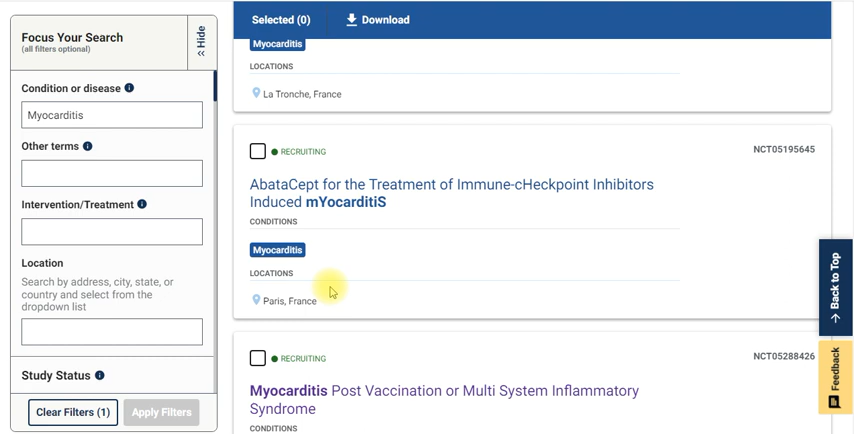 Focus Your Search
(all filters optional)
Hide
Condition or disease
Myocarditis
Other terms
Intervention/Treatment
Location
Search by address, city, state, or
country and select from the
dropdown list
Study Status
Clear Filters (1)
Apply Filters
Selected (0)
Download
Myocarditis
LOCATIONS
La Tronche, France
RECRUITING
NCT05195645
AbataCept for the Treatment of Immune-cHeckpoint Inhibitors
Induced mYocarditiS
CONDITIONS
Myocarditis
LOCATIONS
Paris, France
RECRUITING
NCT05288426
Myocarditis Post Vaccination or Multi System Inflammatory
Syndrome
CONDITIONS
Back to Top
Feedback